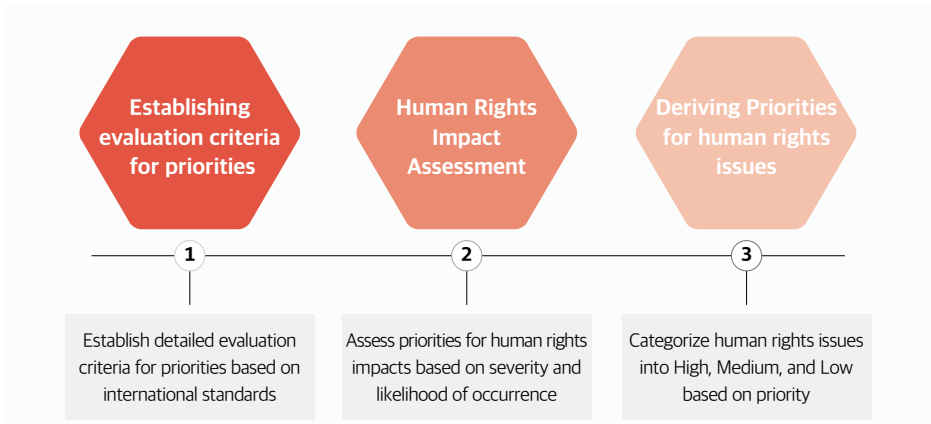 Establishing
evaluation criteria
for priorities
Human Rights
Impact
Assessment
Deriving Priorities
for human rights
issues
1
2
3
Establish detailed evaluation
criteria for priorities based on
international standards
Assess priorities for human rights
impacts based on severity and
likelihood of occurrence
Categorize human rights issues
into High, Medium, and Low
based on priority